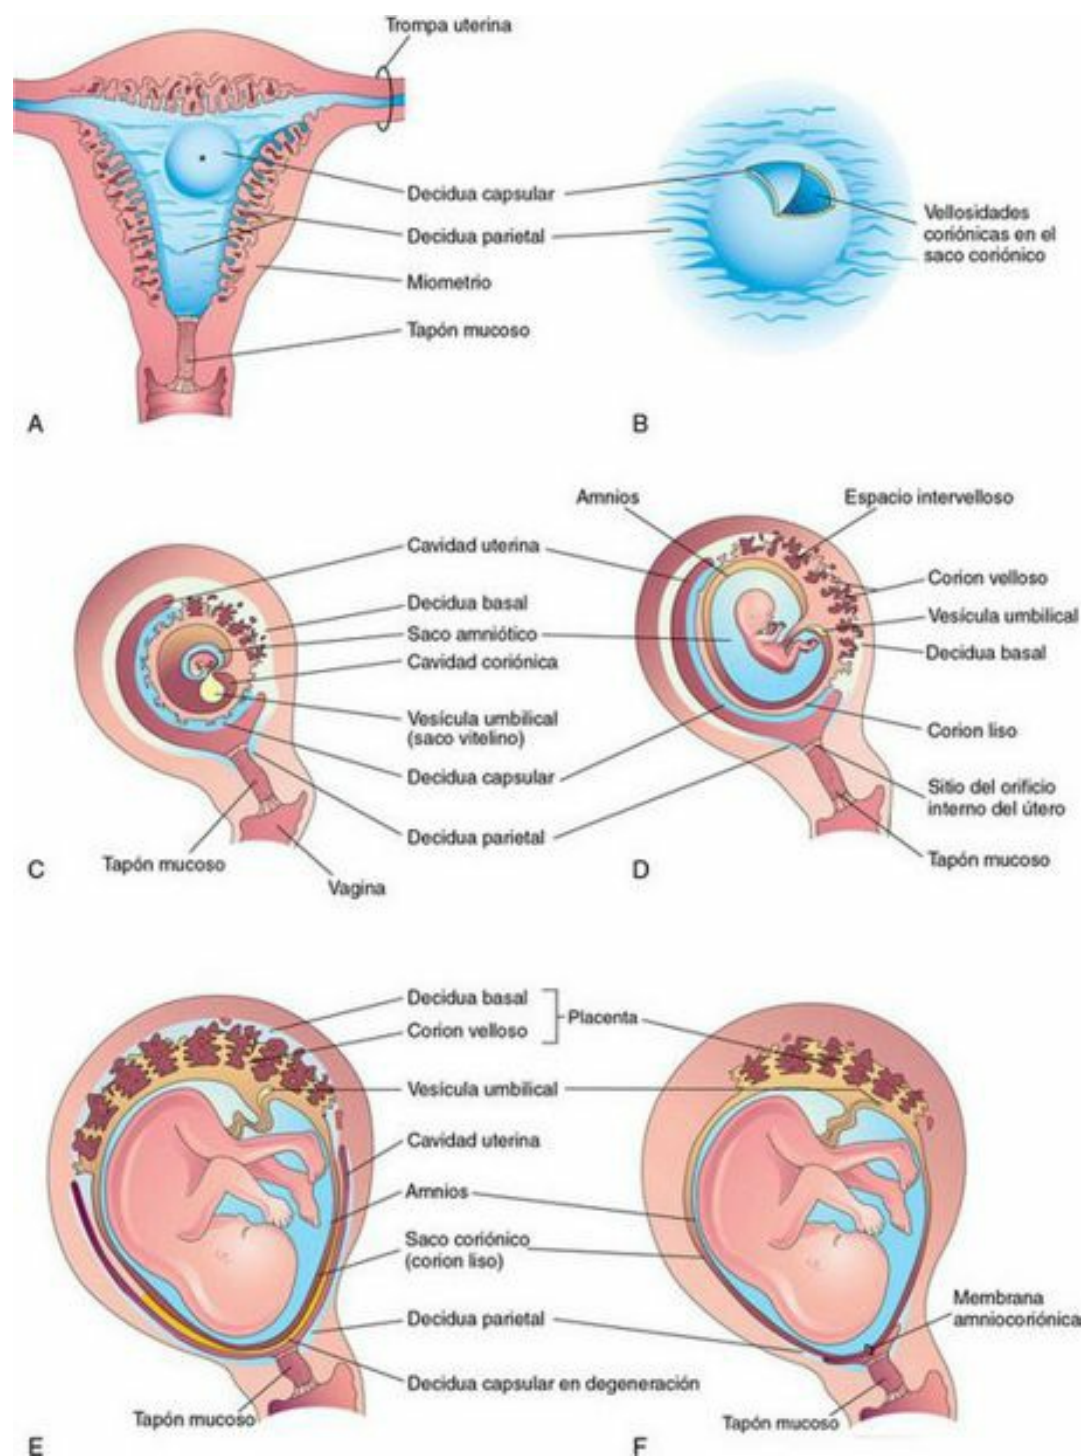 Trompa uterina
Decidua capsular
Decidua parietal
Miometrio
Tapón mucoso
Vellosidades
coriónicas en el
saco coriónico
A
B
Amnios
Espacio intervelloso
Cavidad uterina
Decidua basal
Saco amniótico
Cavidad coriónica
Vesícula umbilical
(saco vitelino)
Decidua capsular
Decidua parietal
Corion velloso
Vesícula umbilical
Decidua basal
Corion liso
Sitio del orificio
interno del útero
Tapón mucoso
Tapón mucoso
Vagina
C
D
Decidua basal
Corion velloso
Placenta
Vesícula umbilical
Cavidad uterina
Amnios
Saco coriónico
(corion liso)
Decidua parietal
Decidua capsular en degeneración
Membrana
amniocoriónica
Tapón mucoso
Tapón mucoso
E
F